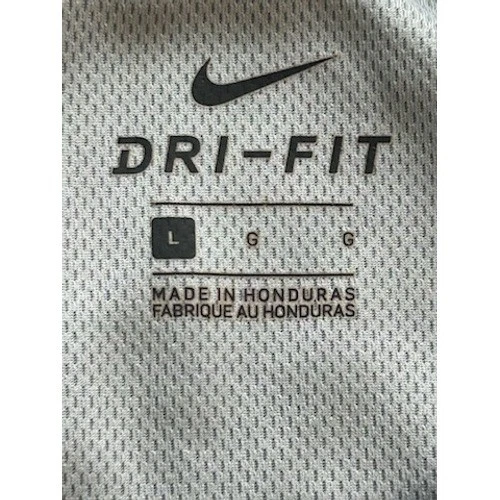 DRI-FIT
L G G
MADE IN HONDURAS
FABRIQUE AU HONDURAS